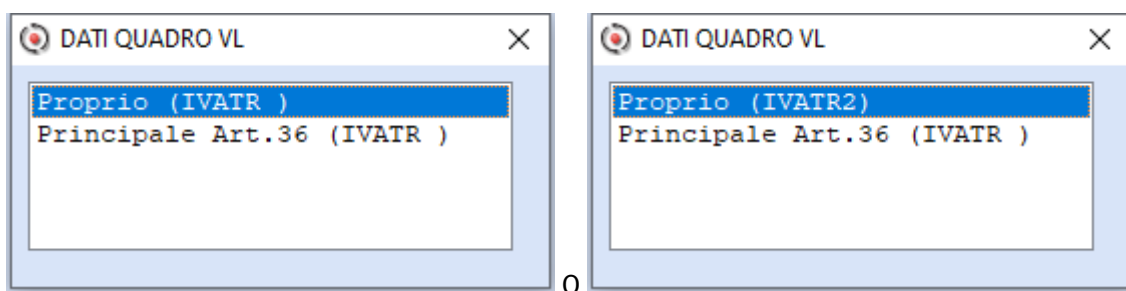 DATI QUADRO VL
Proprio (IVATR )
Principale Art.36 (IVATR )
o
DATI QUADRO VL
Proprio (IVATR2)
Principale Art.36 (IVATR )